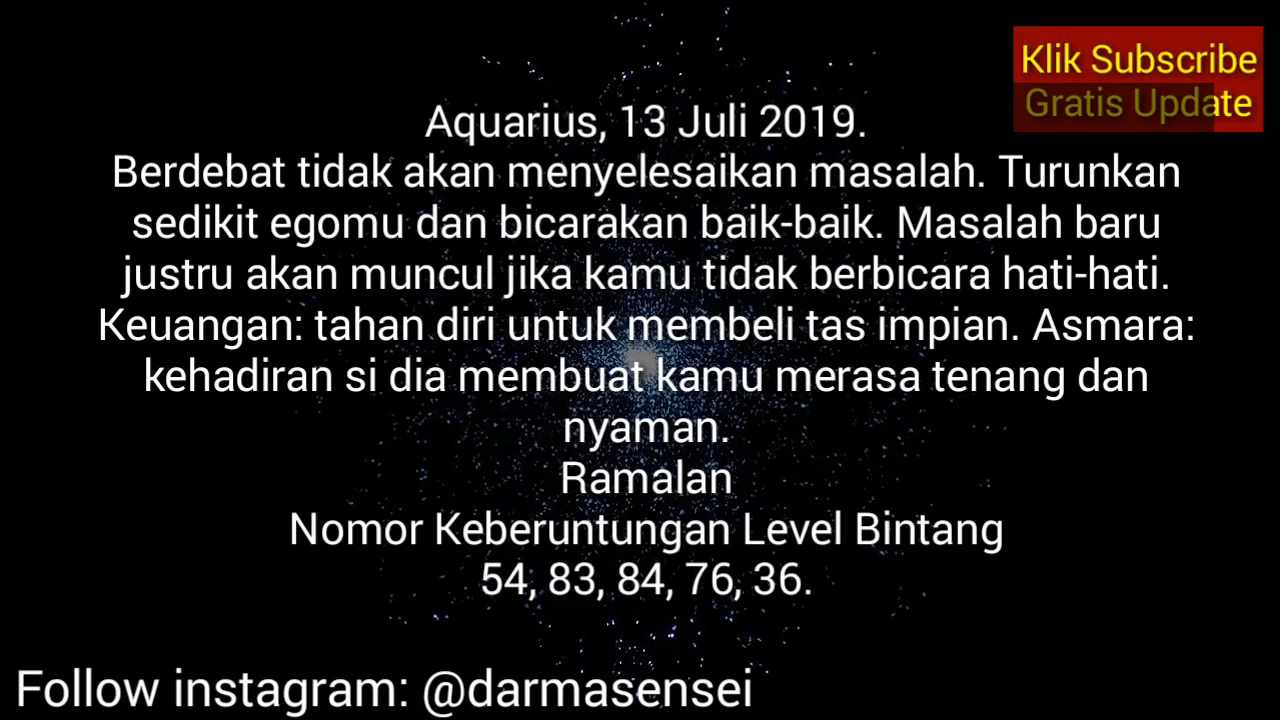 Klik Subscribe
Gratis Update
Aquarius, 13 Juli 2019.
Berdebat tidak akan menyelesaikan masalah. Turunkan
sedikit egomu dan bicarakan baik-baik. Masalah baru
justru akan muncul jika kamu tidak berbicara hati-hati.
Keuangan: tahan diri untuk membeli tas impian. Asmara:
kehadiran si dia membuat kamu merasa tenang dan
nyaman.
Ramalan
Nomor Keberuntungan Level Bintang
54, 83, 84, 76, 36.
Follow instagram: @darmasensei